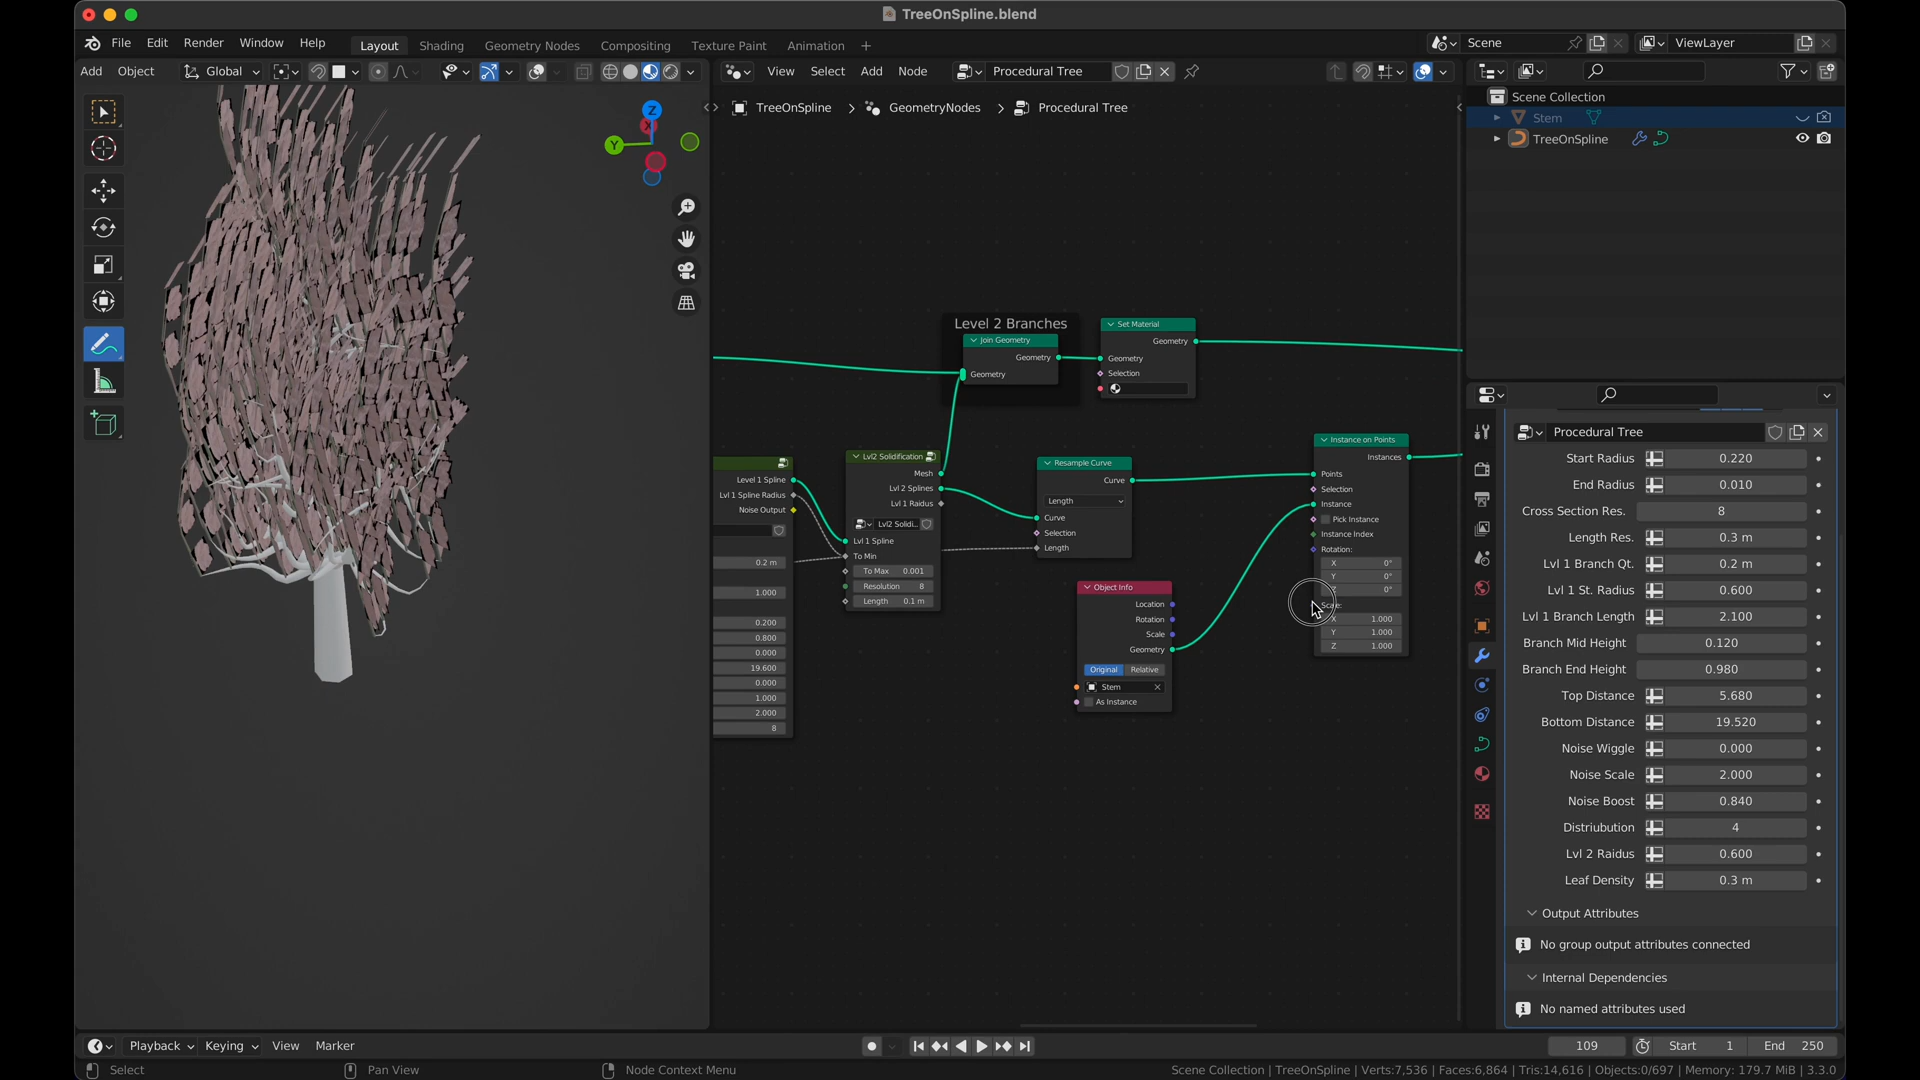 TreeOnSpline.blend
File Edit Render Window Help Layout Shading Geometry Nodes Compositing Texture Paint Animation + Scene ViewLayer
Add Object Global View Select Add Node Procedural Tree
TreeOnSpline > GeometryNodes > Procedural Tree
Z
X
Y
Scene Collection
Stem
TreeOnSpline
Level 2 Branches
Join Geometry
Geometry
Geometry
Set Material
Geometry
Geometry
Selection
Level 1 Spline
Lvl 1 Spline Radius
Noise Output
0.2 m
1.000
0.200
0.800
0.000
19.600
0.000
1.000
2.000
8
Lvl2 Solidification
Mesh
Lvl 2 Splines
Lvl 1 Raidus
Lvl2 Solidi...
Lvl 1 Spline
To Min
To Max 0.001
Resolution 8
Length 0.1 m
Resample Curve
Curve
Length
Curve
Selection
Length
Object Info
Location
Rotation
Scale
Geometry
Original Relative
Stem
As Instance
Instance on Points
Instances
Points
Selection
Instance
Pick Instance
Instance Index
Rotation:
X 0°
Y 0°
Z 0°
Scale:
X 1.000
Y 1.000
Z 1.000
Procedural Tree
Start Radius 0.220
End Radius 0.010
Cross Section Res. 8
Length Res. 0.3 m
Lvl 1 Branch Qt. 0.2 m
Lvl 1 St. Radius 0.600
Lvl 1 Branch Length 2.100
Branch Mid Height 0.120
Branch End Height 0.980
Top Distance 5.680
Bottom Distance 19.520
Noise Wiggle 0.000
Noise Scale 2.000
Noise Boost 0.840
Distriubution 4
Lvl 2 Raidus 0.600
Leaf Density 0.3 m
Output Attributes
No group output attributes connected
Internal Dependencies
No named attributes used
Playback Keying View Marker 109 Start 1 End 250
Select Pan View Node Context Menu Scene Collection | TreeOnSpline | Verts:7,536 | Faces:6,864 | Tris:14,616 | Objects:0/697 | Memory: 179.7 MiB | 3.3.0